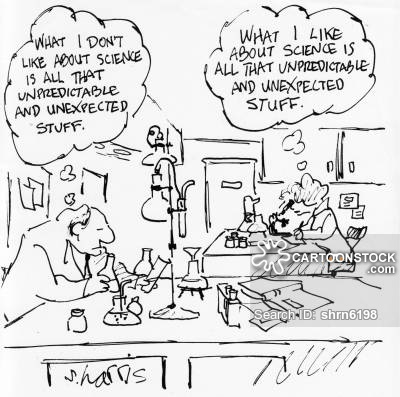 WHAT I DON'T
LIKE ABOUT SCIENCE
IS ALL THAT
UNPREDICTABLE
AND UNEXPECTED
STUFF.
WHAT I LIKE
ABOUT SCIENCE IS
ALL THAT UNPREDICTABLE
AND UNEXPECTED
STUFF.
CARTOONSTOCK
.com
Search ID: shrn6198
s.harris